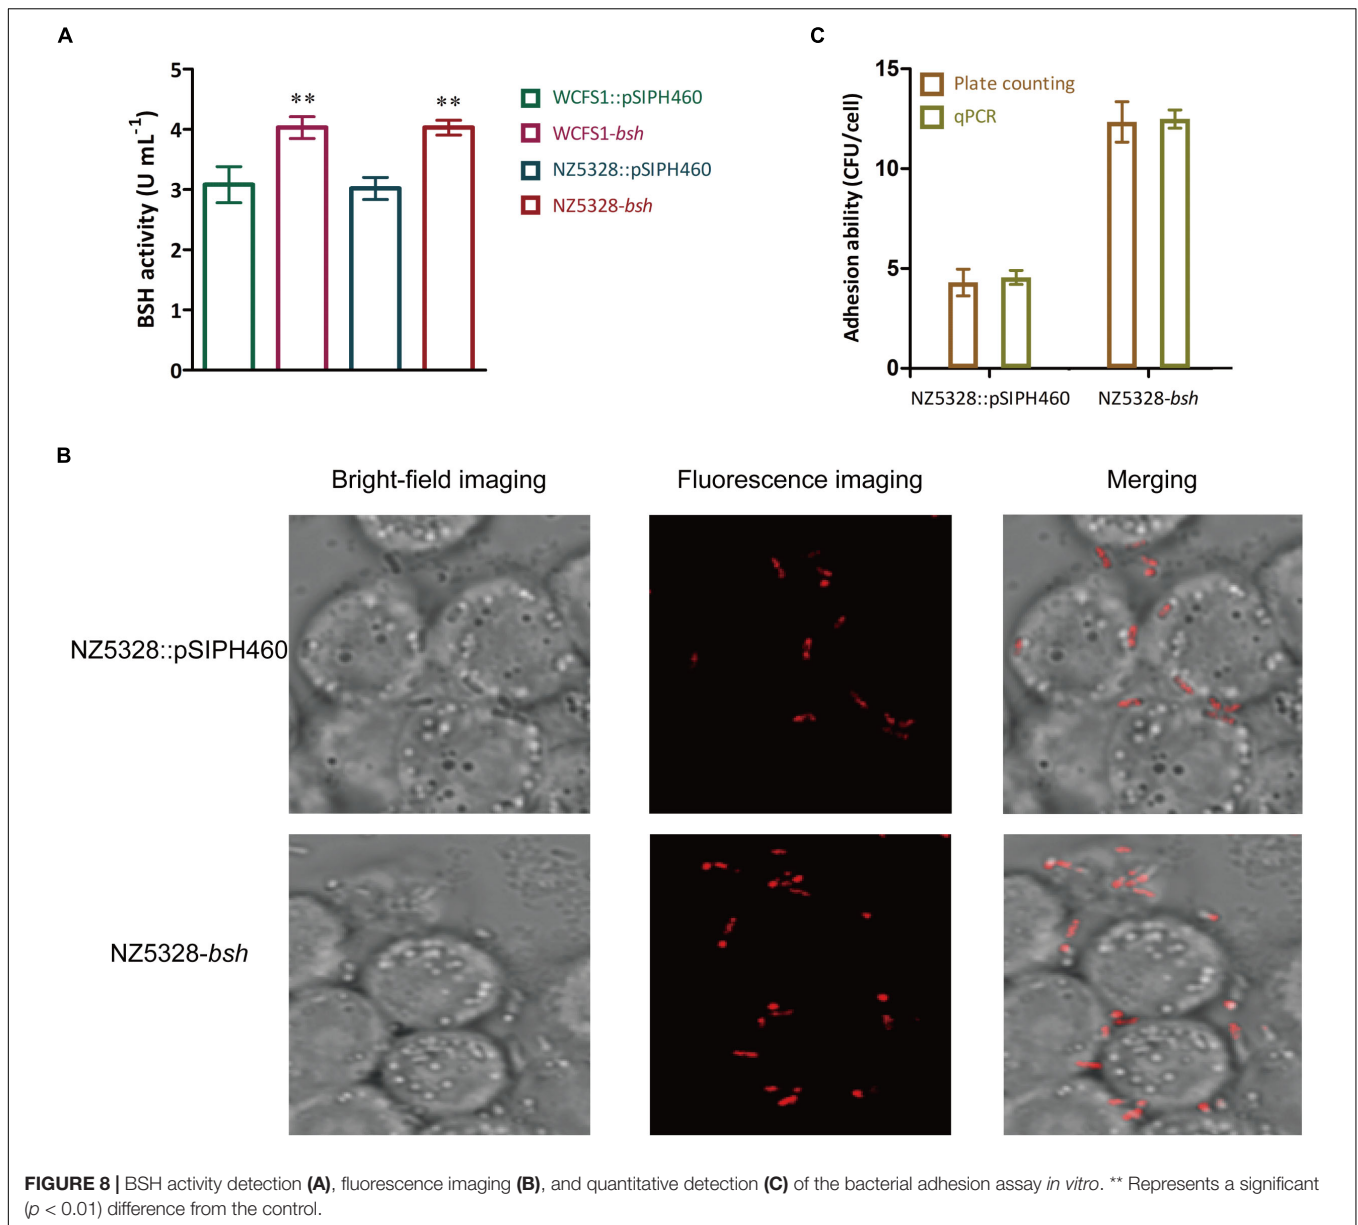 A
5
4
3
2
1
0
BSH activity (U mL-1)
**
**
WCFS1::pSIPH460
WCFS1-bsh
NZ5328::pSIPH460
NZ5328-bsh
C
15
10
5
0
Adhesion ability (CFU/cell)
Plate counting
qPCR
NZ5328::pSIPH460
NZ5328-bsh
B
Bright-field imaging
Fluorescence imaging
Merging
NZ5328::pSIPH460
NZ5328-bsh
FIGURE 8 | BSH activity detection (A), fluorescence imaging (B), and quantitative detection (C) of the bacterial adhesion assay in vitro. ** Represents a significant
(p < 0.01) difference from the control.